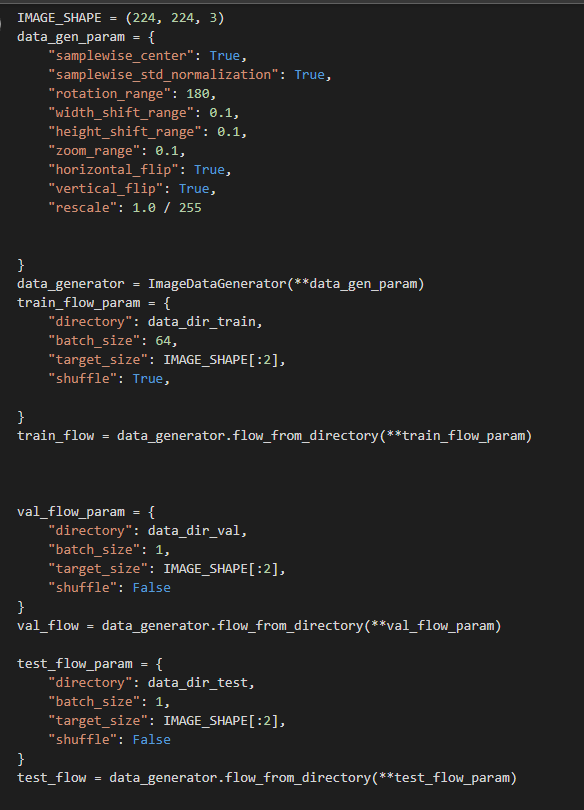 IMAGE_SHAPE = (224, 224, 3)
data_gen_param = {
    "samplewise_center": True,
    "samplewise_std_normalization": True,
    "rotation_range": 180,
    "width_shift_range": 0.1,
    "height_shift_range": 0.1,
    "zoom_range": 0.1,
    "horizontal_flip": True,
    "vertical_flip": True,
    "rescale": 1.0 / 255
}
data_generator = ImageDataGenerator(**data_gen_param)
train_flow_param = {
    "directory": data_dir_train,
    "batch_size": 64,
    "target_size": IMAGE_SHAPE[:2],
    "shuffle": True,
}
train_flow = data_generator.flow_from_directory(**train_flow_param)
val_flow_param = {
    "directory": data_dir_val,
    "batch_size": 1,
    "target_size": IMAGE_SHAPE[:2],
    "shuffle": False
}
val_flow = data_generator.flow_from_directory(**val_flow_param)
test_flow_param = {
    "directory": data_dir_test,
    "batch_size": 1,
    "target_size": IMAGE_SHAPE[:2],
    "shuffle": False
}
test_flow = data_generator.flow_from_directory(**test_flow_param)